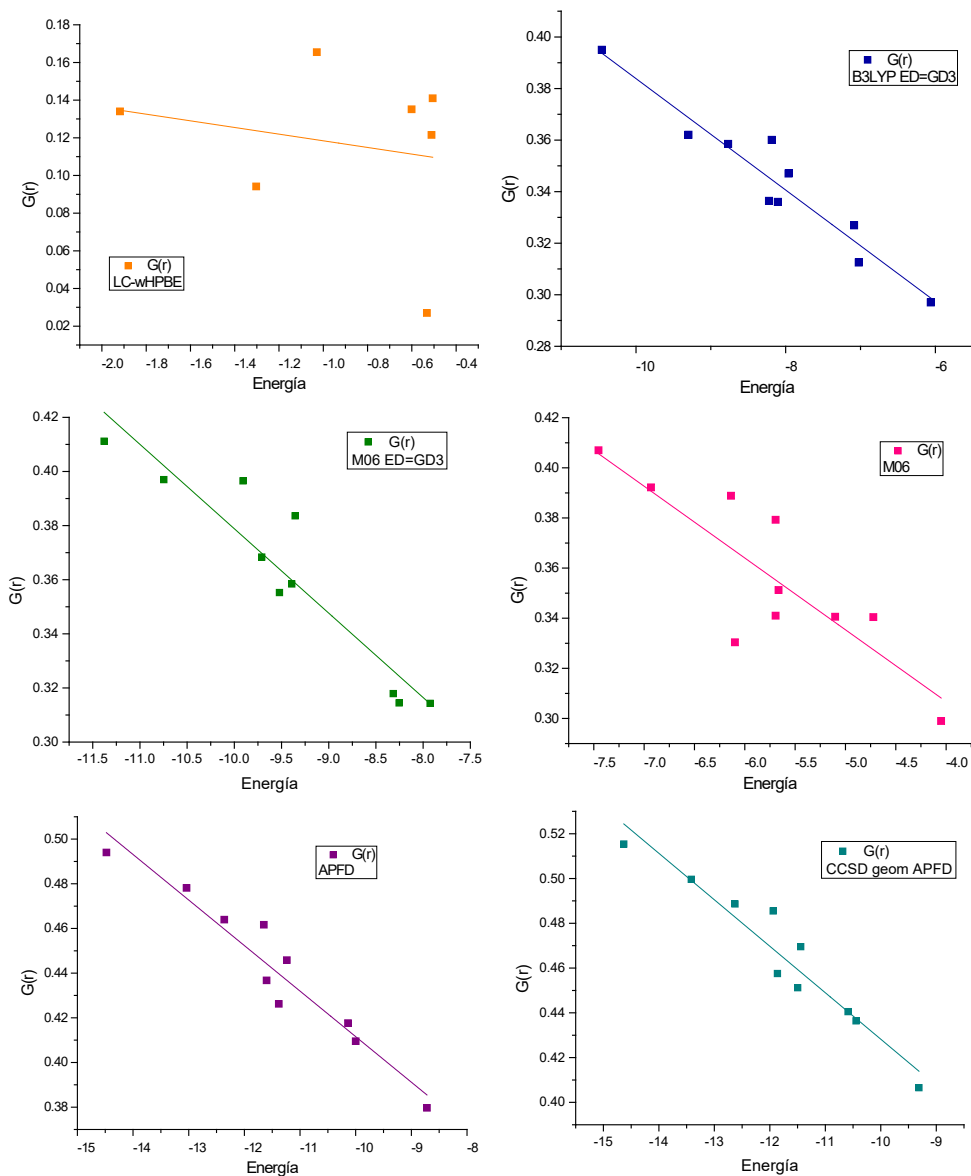 0.18
0.16
0.14
0.12
0.10
0.08
0.06
0.04
0.02
G(r)
G(r)
LC-wHPBE
-2.0 -1.8 -1.6 -1.4 -1.2 -1.0 -0.8 -0.6 -0.4
Energía
0.40
0.38
0.36
0.34
0.32
0.30
0.28
G(r)
G(r)
B3LYP ED=GD3
-10 -8 -6
Energía
0.42
0.40
0.38
0.36
0.34
0.32
0.30
G(r)
G(r)
M06 ED=GD3
-11.5 -11.0 -10.5 -10.0 -9.5 -9.0 -8.5 -8.0 -7.5
Energía
0.42
0.40
0.38
0.36
0.34
0.32
0.30
G(r)
G(r)
M06
-7.5 -7.0 -6.5 -6.0 -5.5 -5.0 -4.5 -4.0
Energía
0.50
0.48
0.46
0.44
0.42
0.40
0.38
G(r)
G(r)
APFD
-15 -14 -13 -12 -11 -10 -9 -8
Energía
0.52
0.50
0.48
0.46
0.44
0.42
0.40
G(r)
G(r)
CCSD geom APFD
-15 -14 -13 -12 -11 -10 -9
Energía